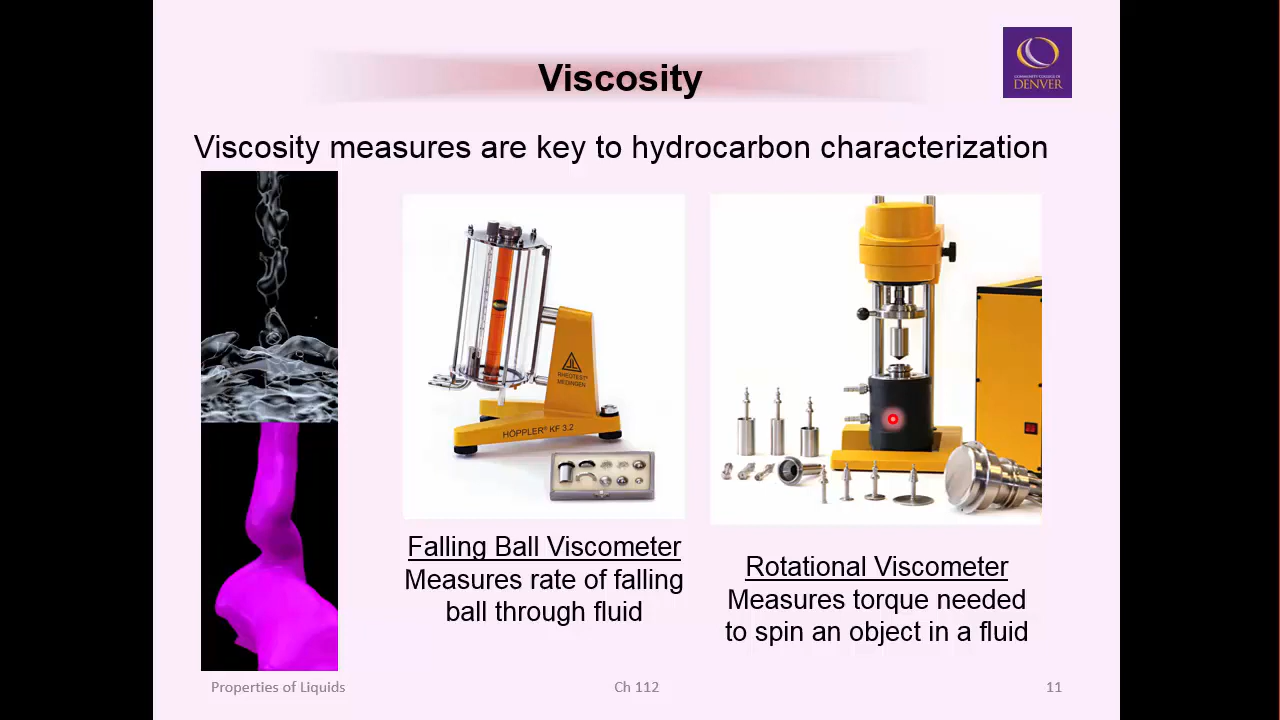 Viscosity
COMMUNITY COLLEGE OF
DENVER
Viscosity measures are key to hydrocarbon characterization
RHEOTEST®
MEDINGEN
HÖPPLER® KF 3.2
Falling Ball Viscometer
Measures rate of falling
ball through fluid
Rotational Viscometer
Measures torque needed
to spin an object in a fluid
Properties of Liquids
Ch 112
11